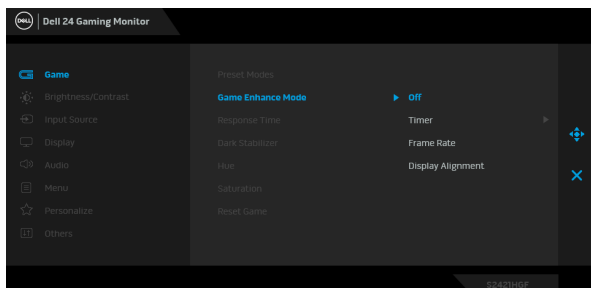 DELL
Dell 24 Gaming Monitor
Game
Brightness/Contrast
Input Source
Display
Audio
Menu
Personalize
Others
Preset Modes
Game Enhance Mode
Response Time
Dark Stabilizer
Hue
Saturation
Reset Game
Off
Timer
Frame Rate
Display Alignment
S2421HGF